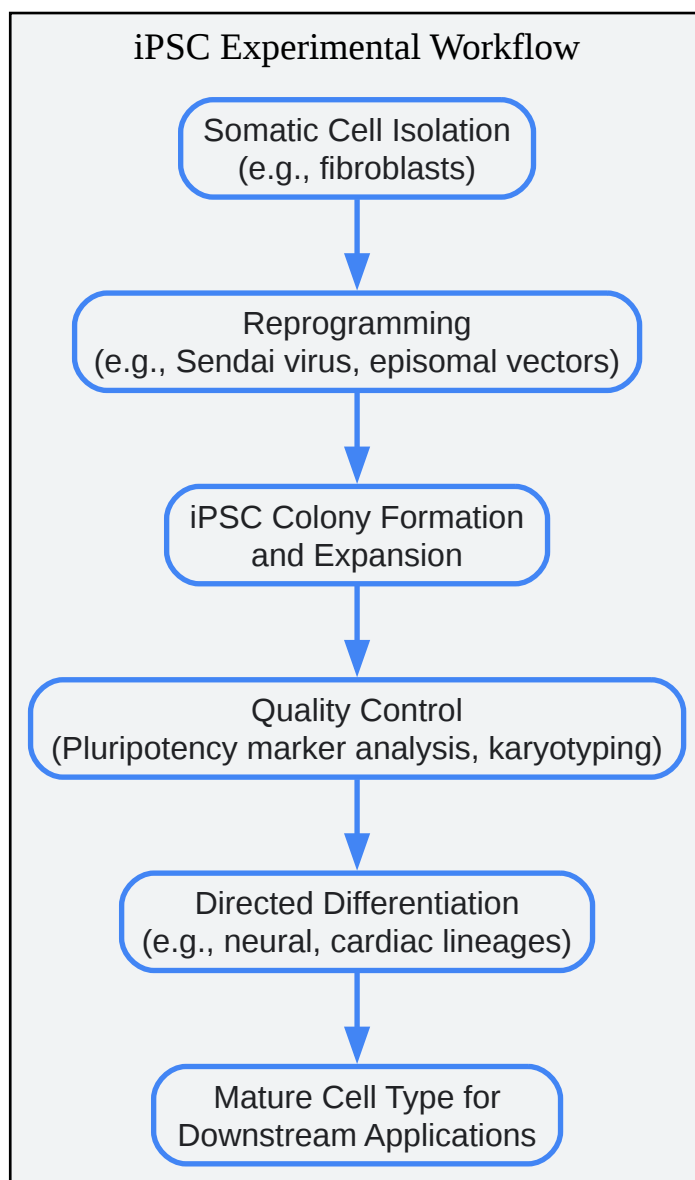 iPSC Experimental Workflow
Somatic Cell Isolation
(e.g., fibroblasts)
Reprogramming
(e.g., Sendai virus, episomal vectors)
iPSC Colony Formation
and Expansion
Quality Control
(Pluripotency marker analysis, karyotyping)
Directed Differentiation
(e.g., neural, cardiac lineages)
Mature Cell Type for
Downstream Applications